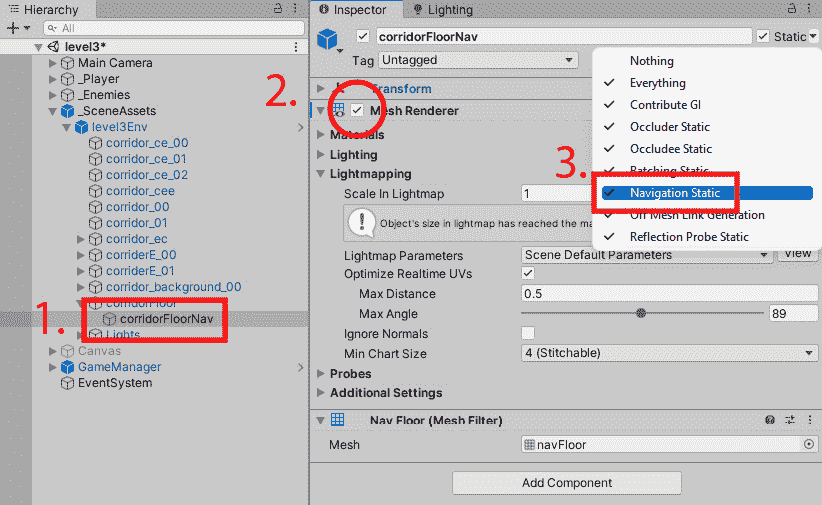 Hierarchy
All
level3*
Main Camera
_Player
_Enemies
_SceneAssets
level3Env
corridor_ce_00
corridor_ce_01
corridor_ce_02
corridor_cee
corridor_00
corridor_01
corridor_ec
corriderE_00
corriderE_01
corridor_background_00
corridorFloor
corridorFloorNav
Lights
Canvas
GameManager
EventSystem
1.
2.
3.
Inspector
Lighting
corridorFloorNav
Static
Tag Untagged
Transform
Mesh Renderer
Materials
Lighting
Lightmapping
Scale In Lightmap 1
Object's size in lightmap has reached the ma
Lightmap Parameters Scene Default Parameters View
Optimize Realtime UVs
Max Distance 0.5
Max Angle 89
Ignore Normals
Min Chart Size 4 (Stitchable)
Probes
Additional Settings
Nav Floor (Mesh Filter)
Mesh navFloor
Add Component
Nothing
Everything
Contribute GI
Occluder Static
Occludee Static
Batching Static
Navigation Static
Off Mesh Link Generation
Reflection Probe Static